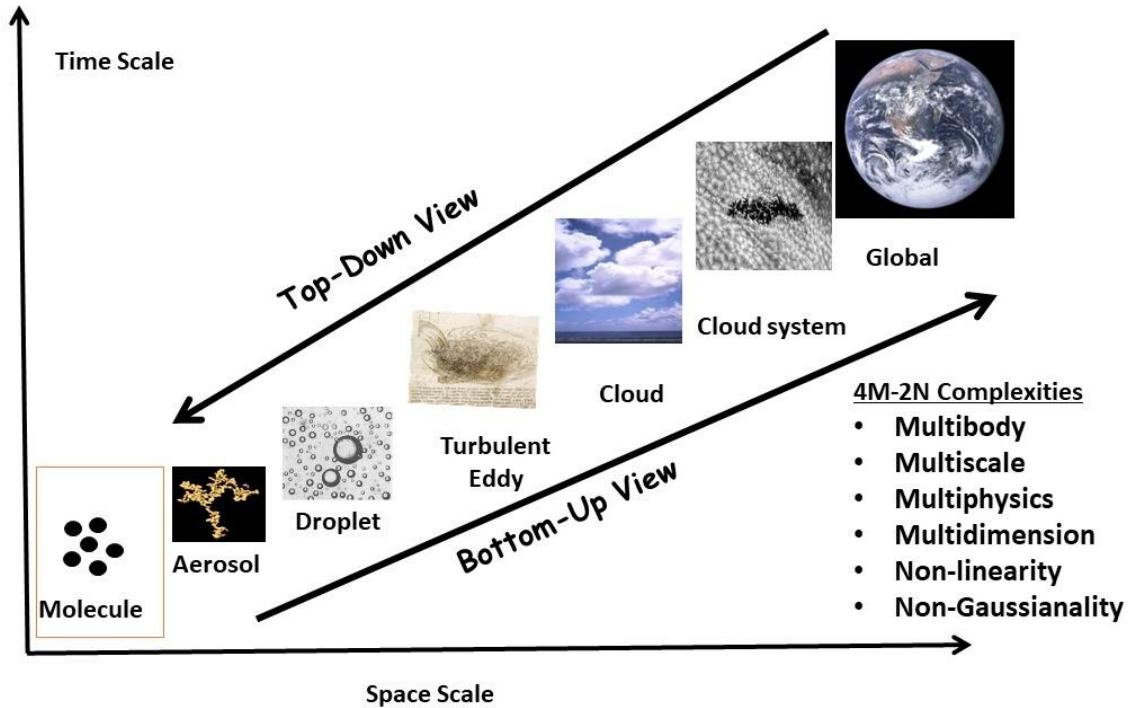 Time Scale
Top-Down View
Global
Cloud system
Cloud
Turbulent
Eddy
Droplet
Aerosol
Molecule
Bottom-Up View
4M-2N Complexities
• Multibody
• Multiscale
• Multiphysics
• Multidimension
• Non-linearity
• Non-Gaussianality
Space Scale